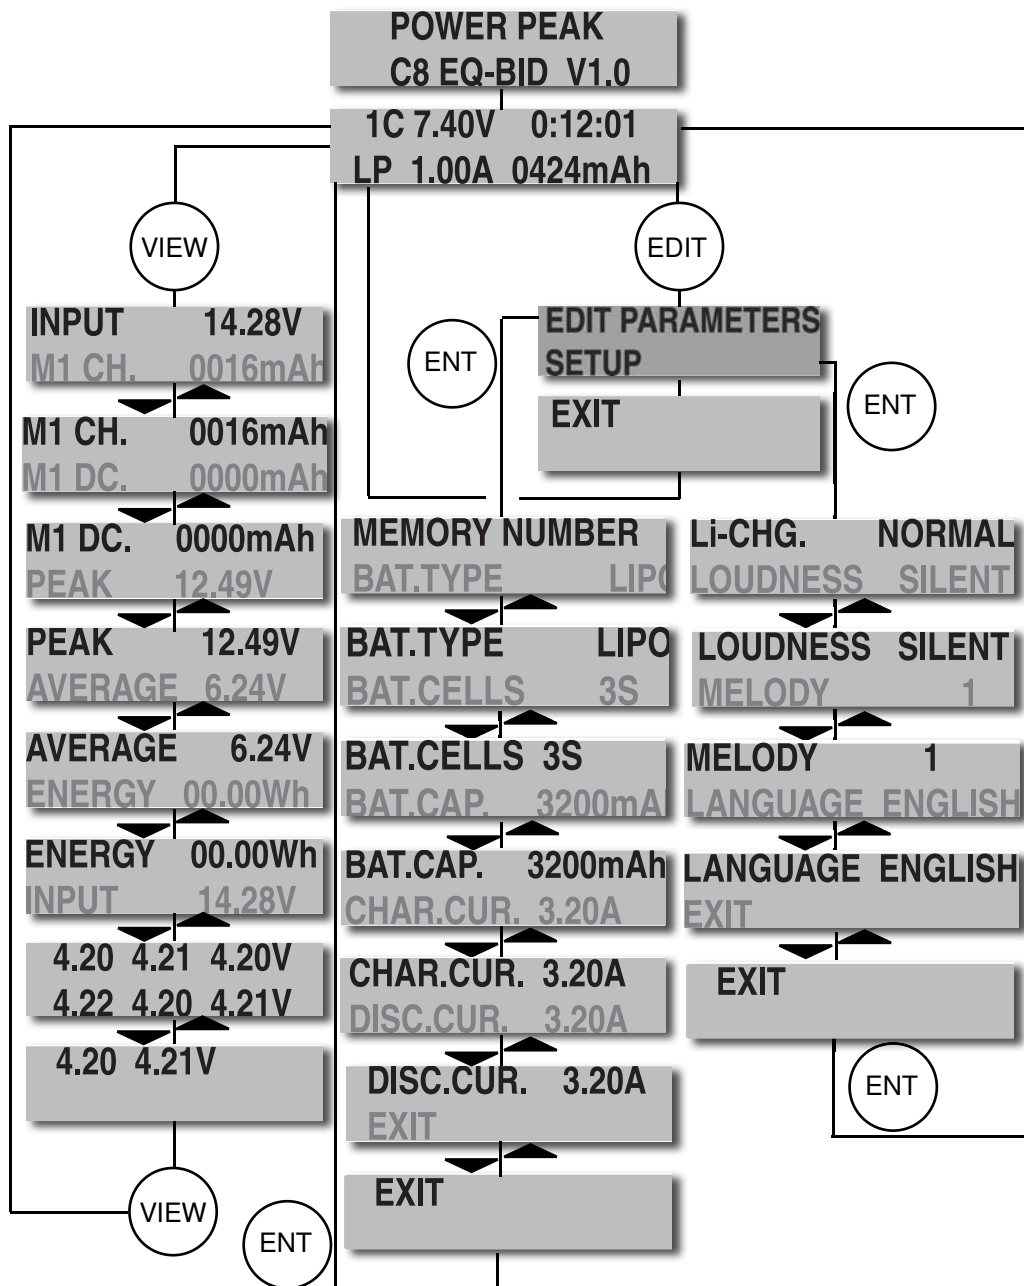 POWER PEAK
C8 EQ-BID V1.0
1C 7.40V 0:12:01
LP 1.00A 0424mAh
VIEW
INPUT 14.28V
M1 CH. 0016mAh
M1 CH. 0016mAh
M1 DC. 0000mAh
M1 DC. 0000mAh
PEAK 12.49V
PEAK 12.49V
AVERAGE 6.24V
AVERAGE 6.24V
ENERGY 00.00Wh
ENERGY 00.00Wh
INPUT 14.28V
4.20 4.21 4.20V
4.22 4.20 4.21V
4.20 4.21V
VIEW
EDIT
EDIT PARAMETERS
SETUP
EXIT
ENT
MEMORY NUMBER
BAT.TYPE LIPO
BAT.TYPE LIPO
BAT.CELLS 3S
BAT.CELLS 3S
BAT.CAP. 3200mAh
BAT.CAP. 3200mAh
CHAR.CUR. 3.20A
CHAR.CUR. 3.20A
DISC.CUR. 3.20A
DISC.CUR. 3.20A
EXIT
EXIT
ENT
ENT
Li-CHG. NORMAL
LOUDNESS SILENT
LOUDNESS SILENT
MELODY 1
MELODY 1
LANGUAGE ENGLISH
LANGUAGE ENGLISH
EXIT
EXIT
ENT